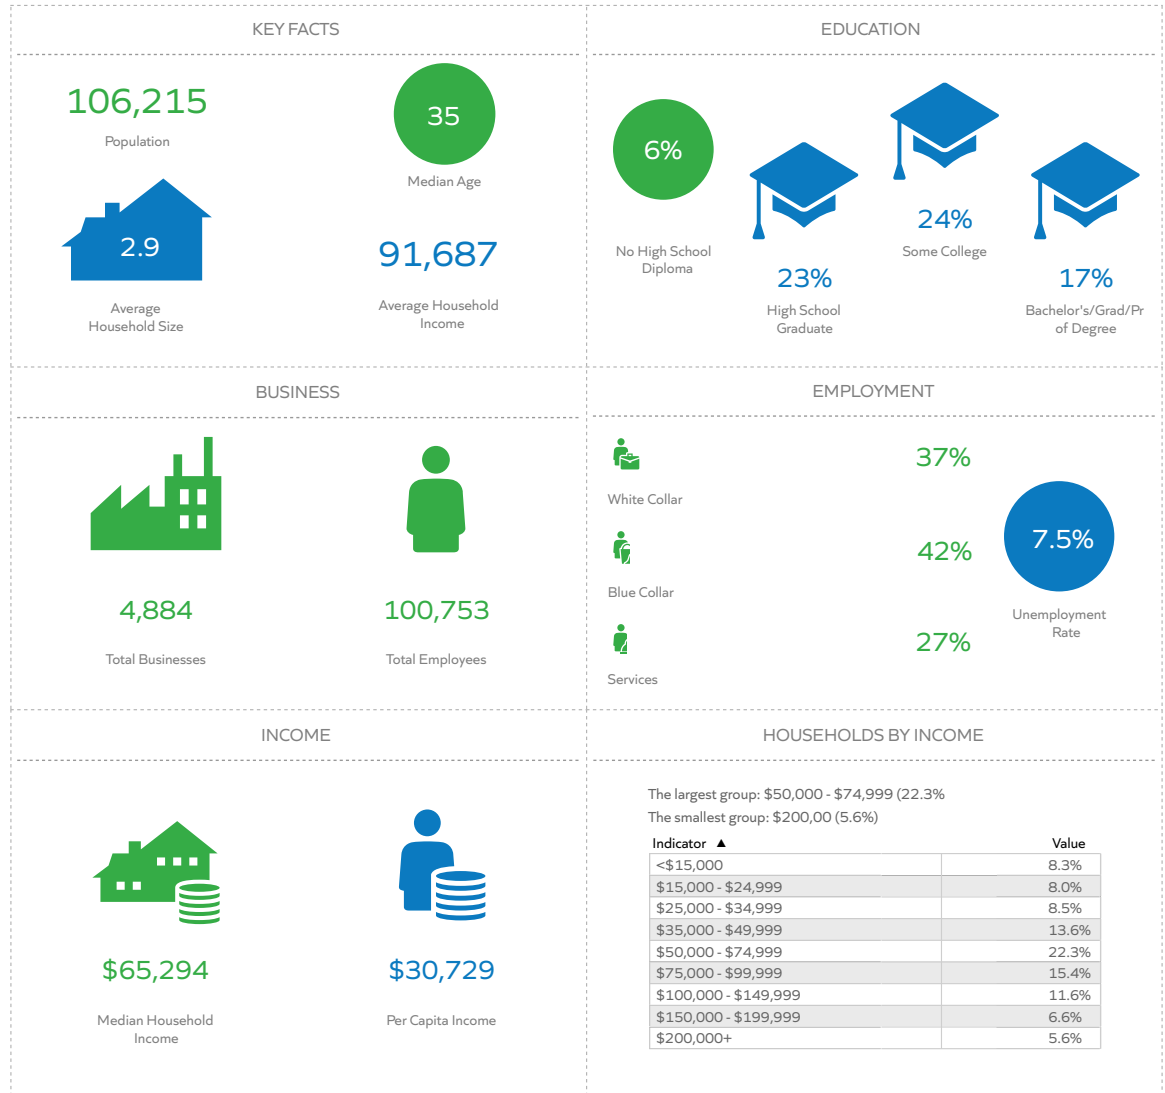 KEY FACTS
106,215
Population
35
Median Age
2.9
Average
Household Size
91,687
Average Household
Income
EDUCATION
6%
No High School
Diploma
23%
High School
Graduate
24%
Some College
17%
Bachelor's/Grad/Pr
of Degree
BUSINESS
4,884
Total Businesses
100,753
Total Employees
EMPLOYMENT
White Collar
37%
Blue Collar
42%
Services
27%
7.5%
Unemployment
Rate
INCOME
$65,294
Median Household
Income
$30,729
Per Capita Income
HOUSEHOLDS BY INCOME
The largest group: $50,000 - $74,999 (22.3%
The smallest group: $200,00 (5.6%)
Indicator ▲ Value
<$15,000 8.3%
$15,000 - $24,999 8.0%
$25,000 - $34,999 8.5%
$35,000 - $49,999 13.6%
$50,000 - $74,999 22.3%
$75,000 - $99,999 15.4%
$100,000 - $149,999 11.6%
$150,000 - $199,999 6.6%
$200,000+ 5.6%